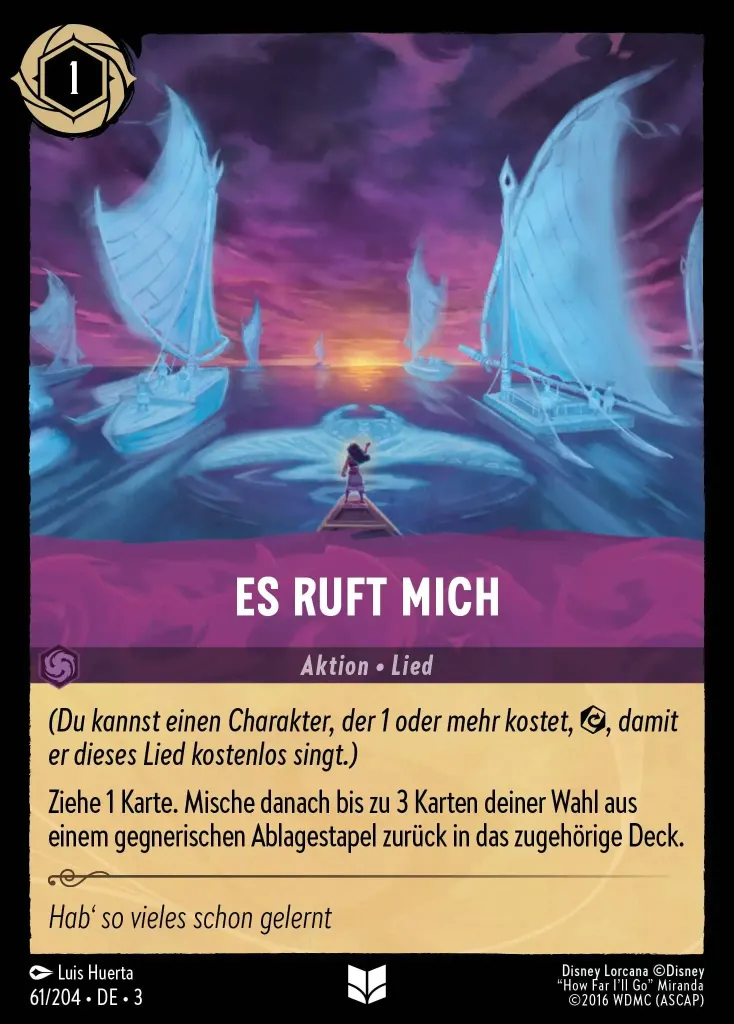 1
ES RUFT MICH
Aktion • Lied
(Du kannst einen Charakter, der 1 oder mehr kostet, , damit
er dieses Lied kostenlos singt.)
Ziehe 1 Karte. Mische danach bis zu 3 Karten deiner Wahl aus
einem gegnerischen Ablagestapel zurück in das zugehörige Deck.
Hab‘ so vieles schon gelernt
Luis Huerta
61/204 • DE • 3
Disney Lorcana ©Disney
“How Far I’ll Go” Miranda
©2016 WDMC (ASCAP)